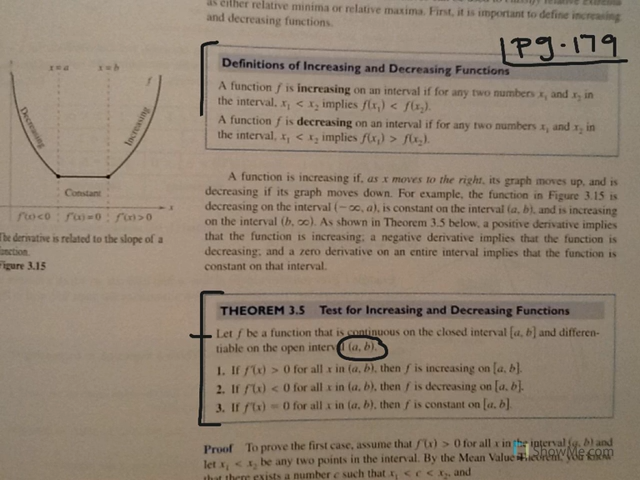 as either relative minima or relative maxima. First, it is important to define increasing
and decreasing functions.
pg.179
Definitions of Increasing and Decreasing Functions
A function f is increasing on an interval if for any two numbers x₁ and x₂ in
the interval, x₁ < x₂ implies f(x₁) < f(x₂).
A function f is decreasing on an interval if for any two numbers x₁ and x₂ in
the interval, x₁ < x₂ implies f(x₁) > f(x₂).
x = a x = b
f
Decreasing
Increasing
Constant
x
f'(x) < 0 f'(x) = 0 f'(x) > 0
The derivative is related to the slope of a
function.
Figure 3.15
A function is increasing if, as x moves to the right, its graph moves up, and is
decreasing if its graph moves down. For example, the function in Figure 3.15 is
decreasing on the interval (−∞, a), is constant on the interval (a, b), and is increasing
on the interval (b, ∞). As shown in Theorem 3.5 below, a positive derivative implies
that the function is increasing; a negative derivative implies that the function is
decreasing; and a zero derivative on an entire interval implies that the function is
constant on that interval.
THEOREM 3.5 Test for Increasing and Decreasing Functions
Let f be a function that is continuous on the closed interval [a, b] and differen-
tiable on the open interval (a, b).
1. If f'(x) > 0 for all x in (a, b), then f is increasing on [a, b].
2. If f'(x) < 0 for all x in (a, b), then f is decreasing on [a, b].
3. If f'(x) = 0 for all x in (a, b), then f is constant on [a, b].
Proof To prove the first case, assume that f'(x) > 0 for all x in the interval (a, b) and
let x₁ < x₂ be any two points in the interval. By the Mean Value Theorem, you know
that there exists a number c such that x₁ < c < x₂, and
ShowMe.com